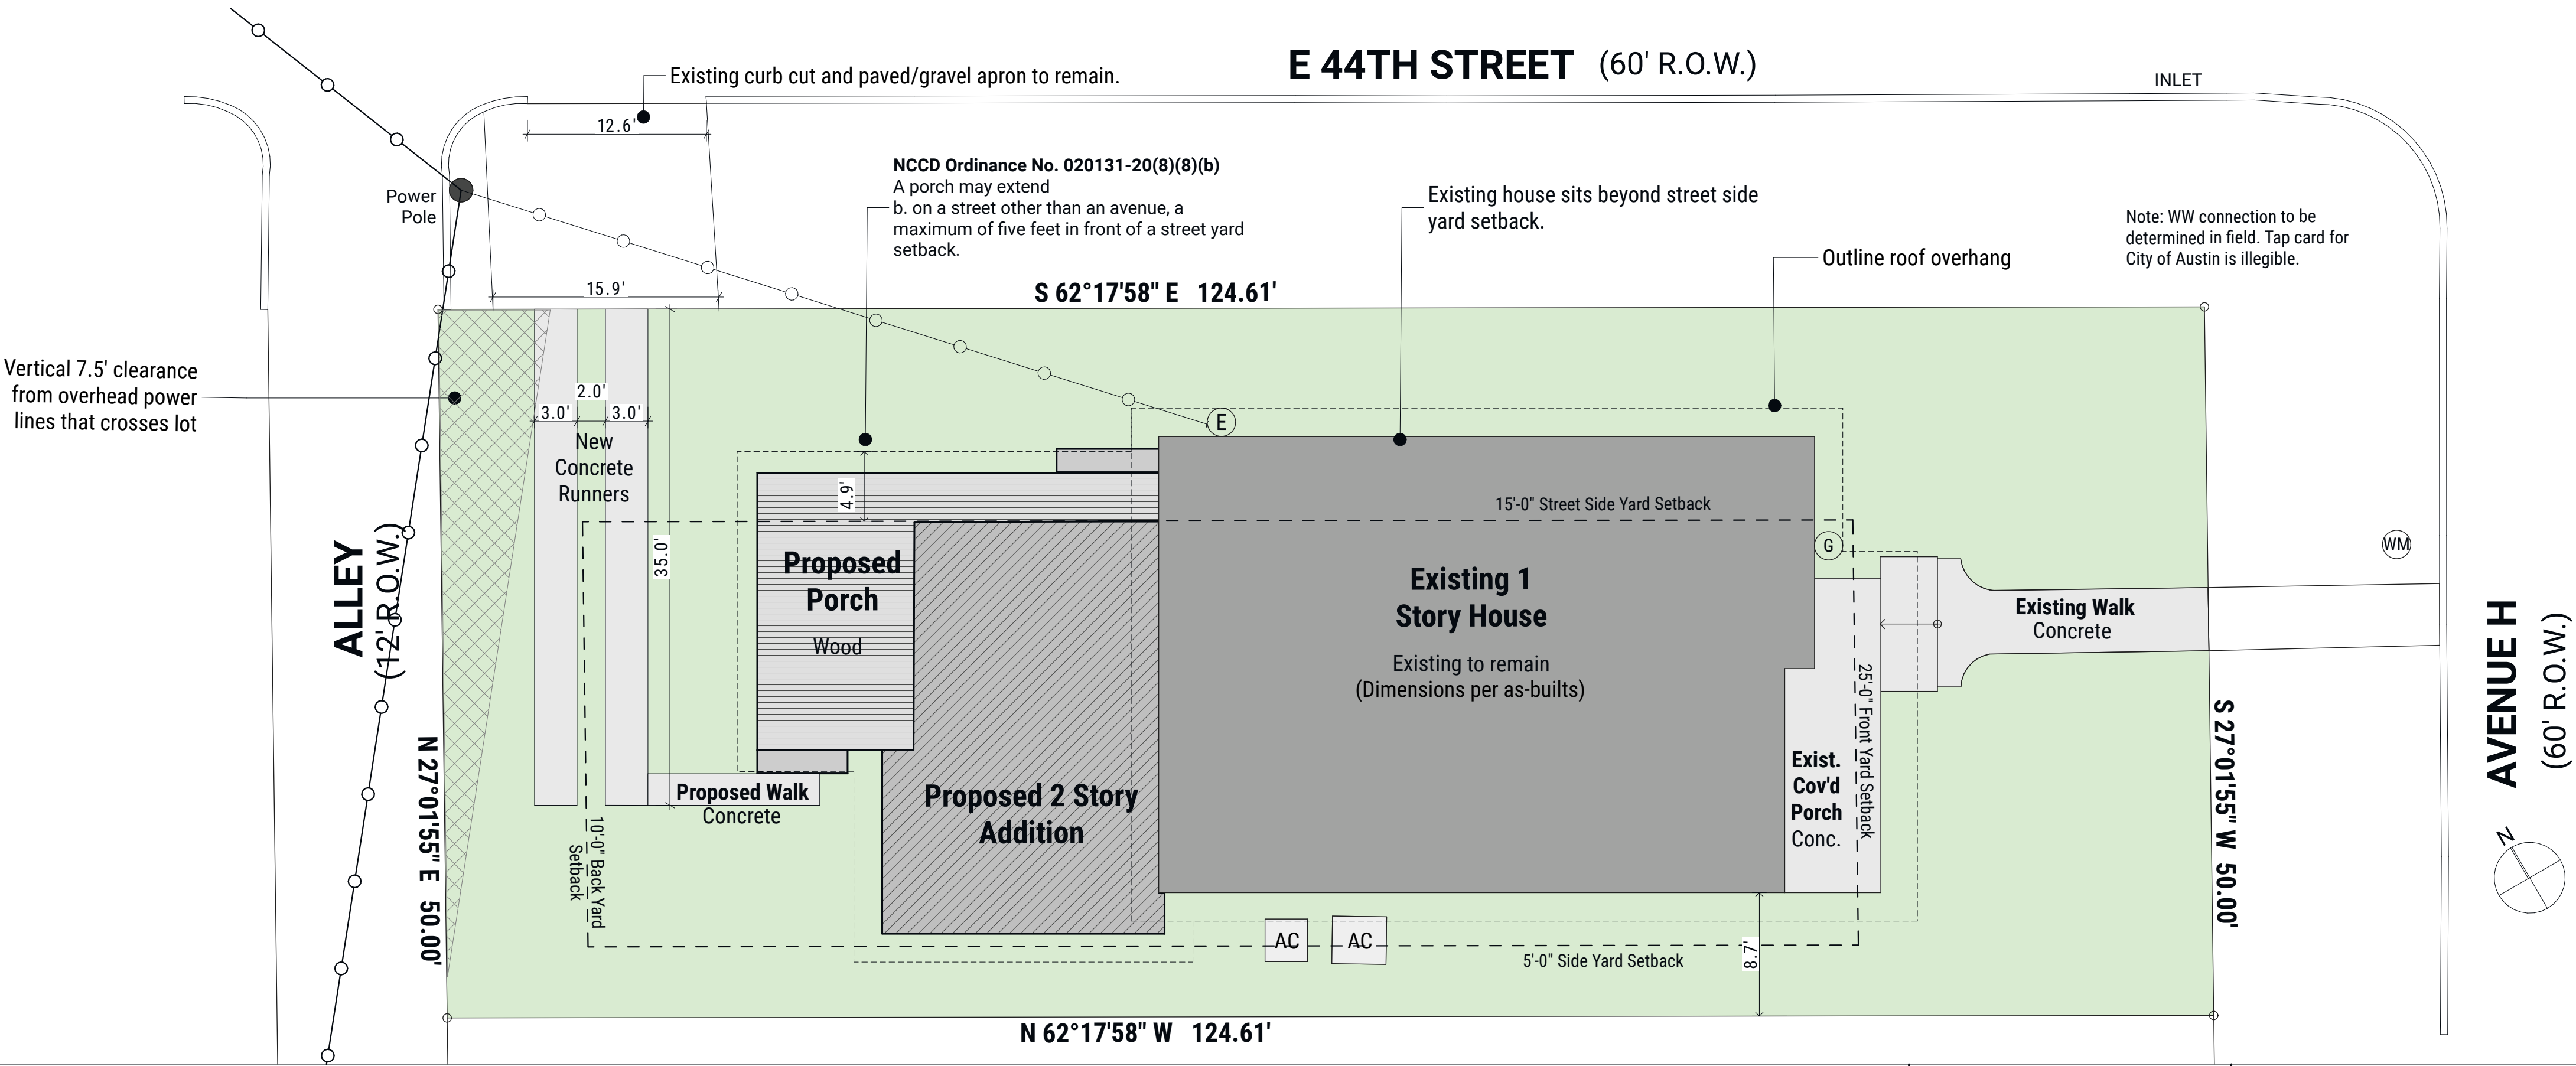 E 44TH STREET (60' R.O.W.)
INLET
Existing curb cut and paved/gravel apron to remain.
12.6'
Power
Pole
NCCD Ordinance No. 020131-20(8)(8)(b)
A porch may extend
b. on a street other than an avenue, a
maximum of five feet in front of a street yard
setback.
Existing house sits beyond street side
yard setback.
Outline roof overhang
Note: WW connection to be
determined in field. Tap card for
City of Austin is illegible.
15.9'
S 62°17'58" E 124.61'
Vertical 7.5' clearance
from overhead power
lines that crosses lot
2.0'
3.0'
3.0'
New
Concrete
Runners
E
4.9'
35.0'
15'-0" Street Side Yard Setback
G
WM
ALLEY
(12' R.O.W.)
Proposed
Porch
Wood
Existing 1
Story House
Existing to remain
(Dimensions per as-builts)
Existing Walk
Concrete
25'-0" Front Yard Setback
Exist.
Cov'd
Porch
Conc.
AVENUE H
(60' R.O.W.)
N
N 27°01'55" E 50.00'
S 27°01'55" W 50.00'
Proposed Walk
Concrete
Proposed 2 Story
Addition
10'-0" Back Yard
Setback
AC
AC
5'-0" Side Yard Setback
8.7'
N 62°17'58" W 124.61'